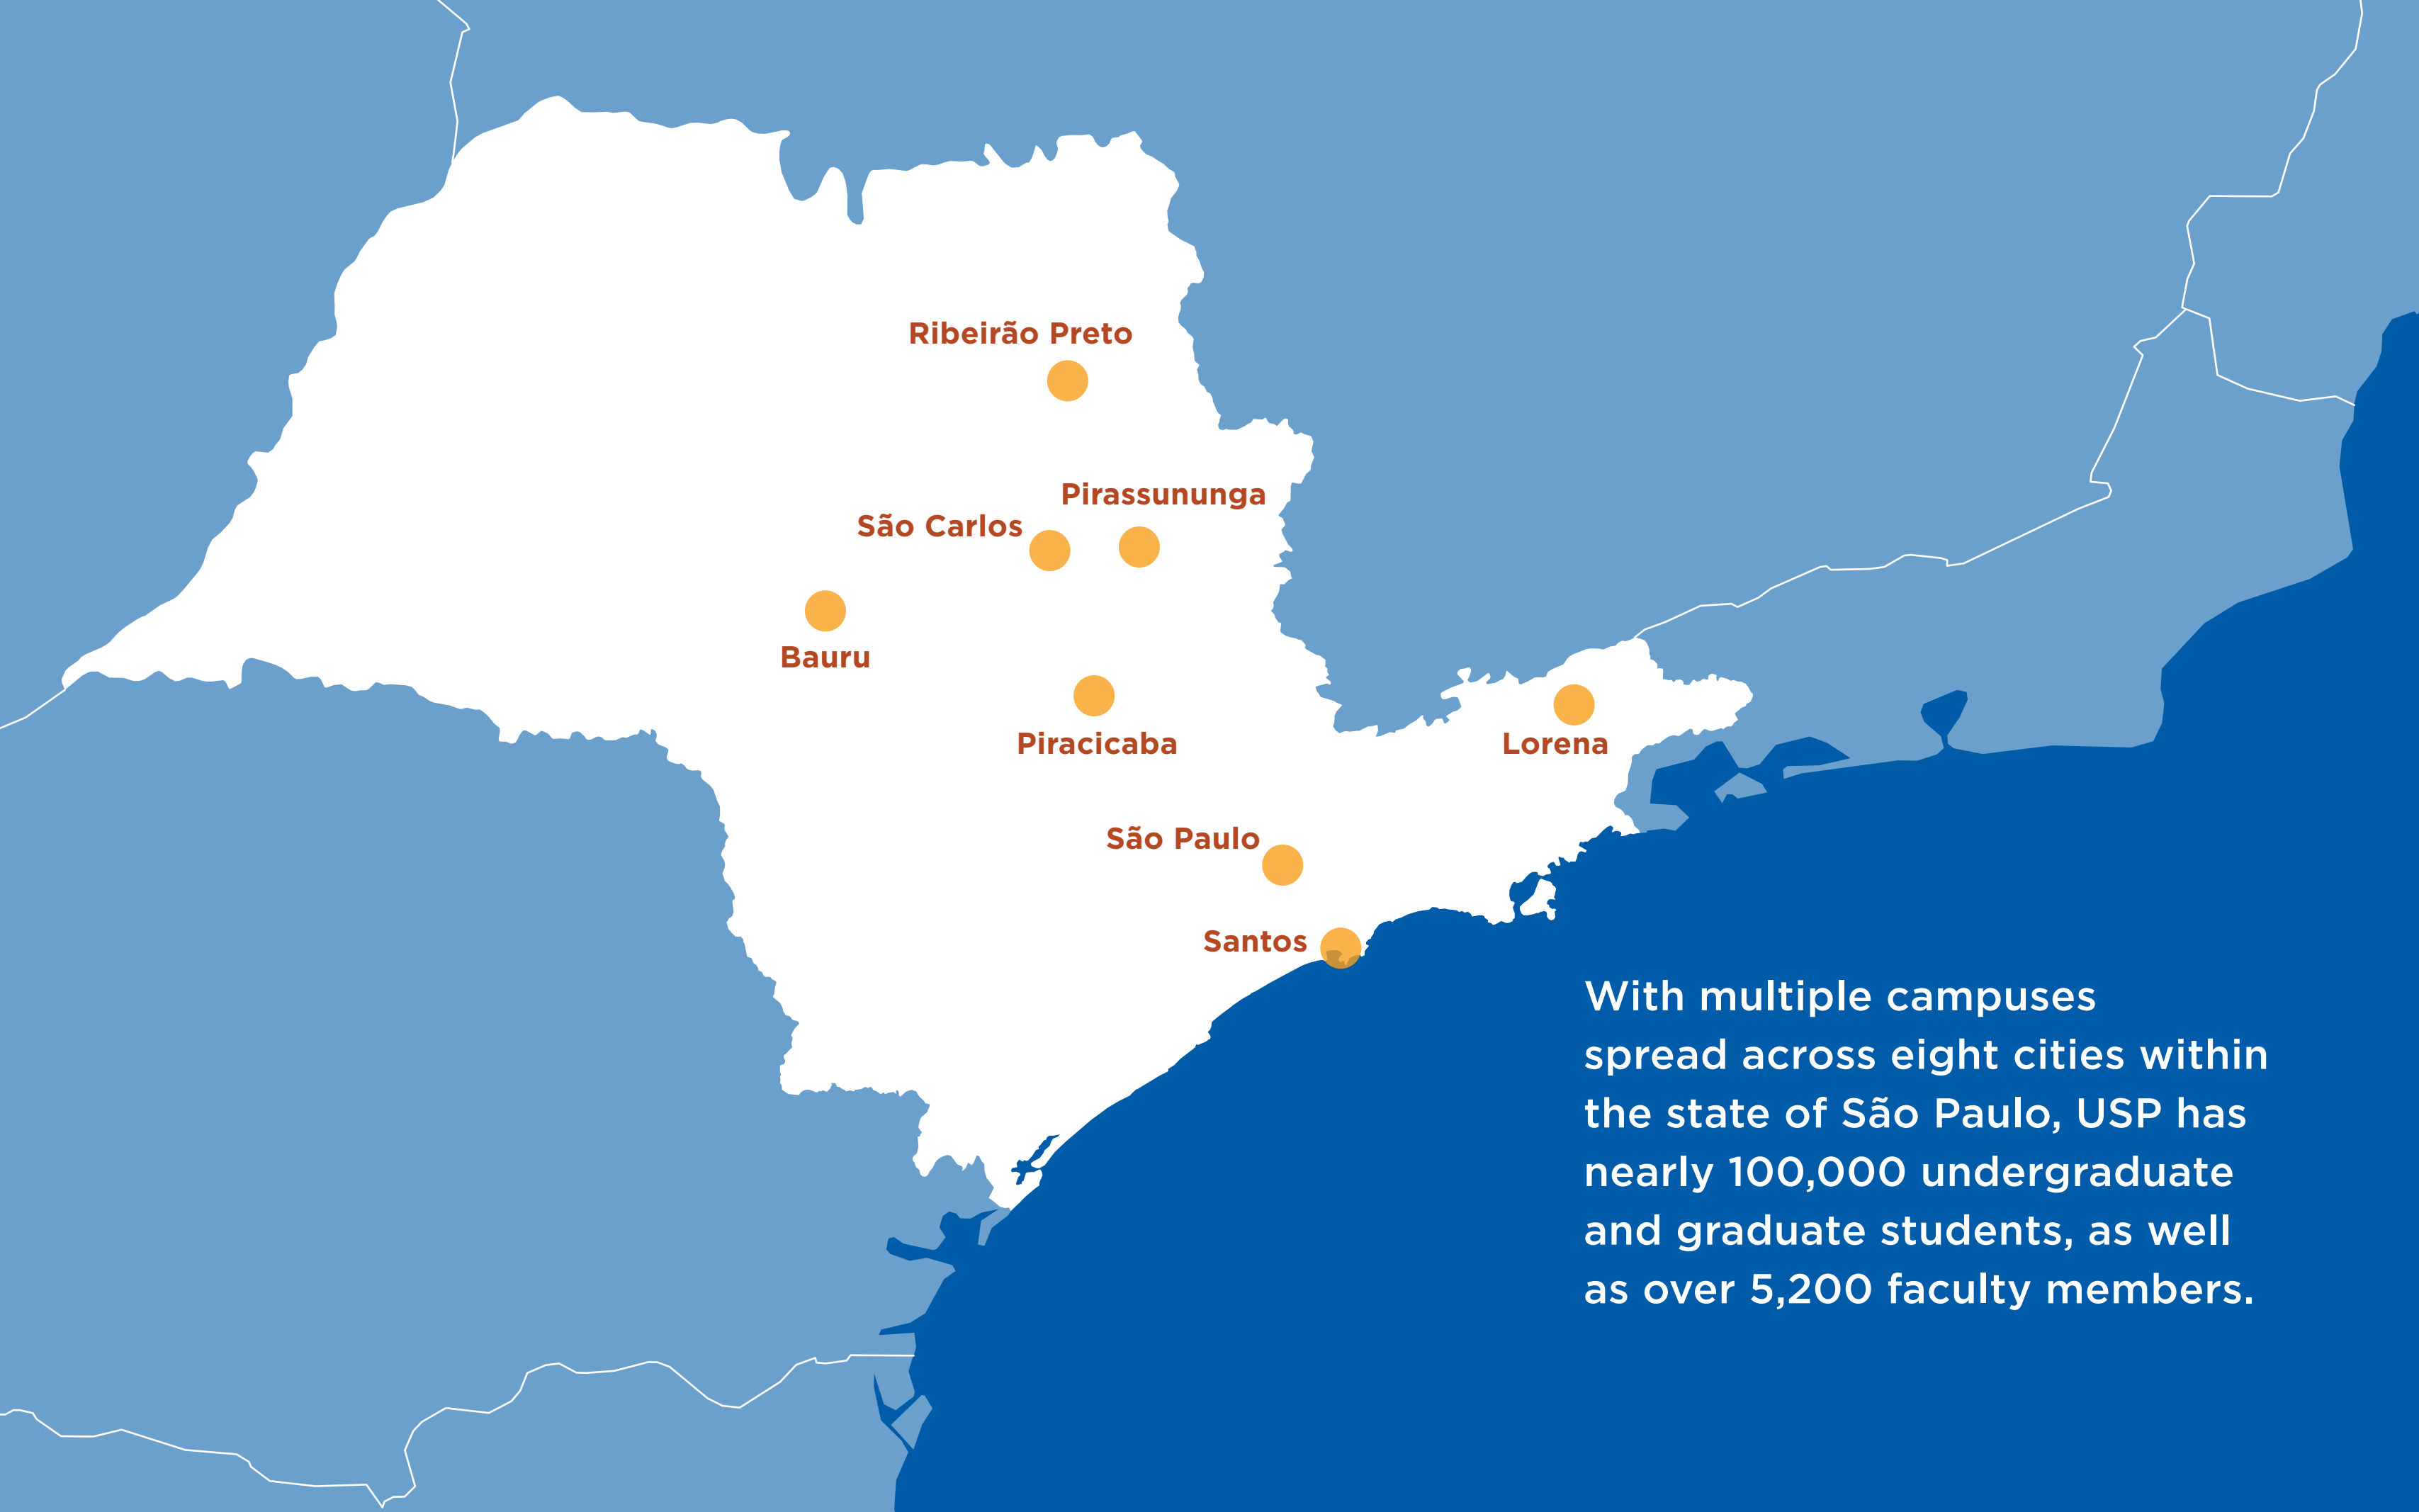 Ribeirão Preto
Pirassununga
São Carlos
Bauru
Piracicaba
Lorena
São Paulo
Santos
With multiple campuses
spread across eight cities within
the state of São Paulo, USP has
nearly 100,000 undergraduate
and graduate students, as well
as over 5,200 faculty members.